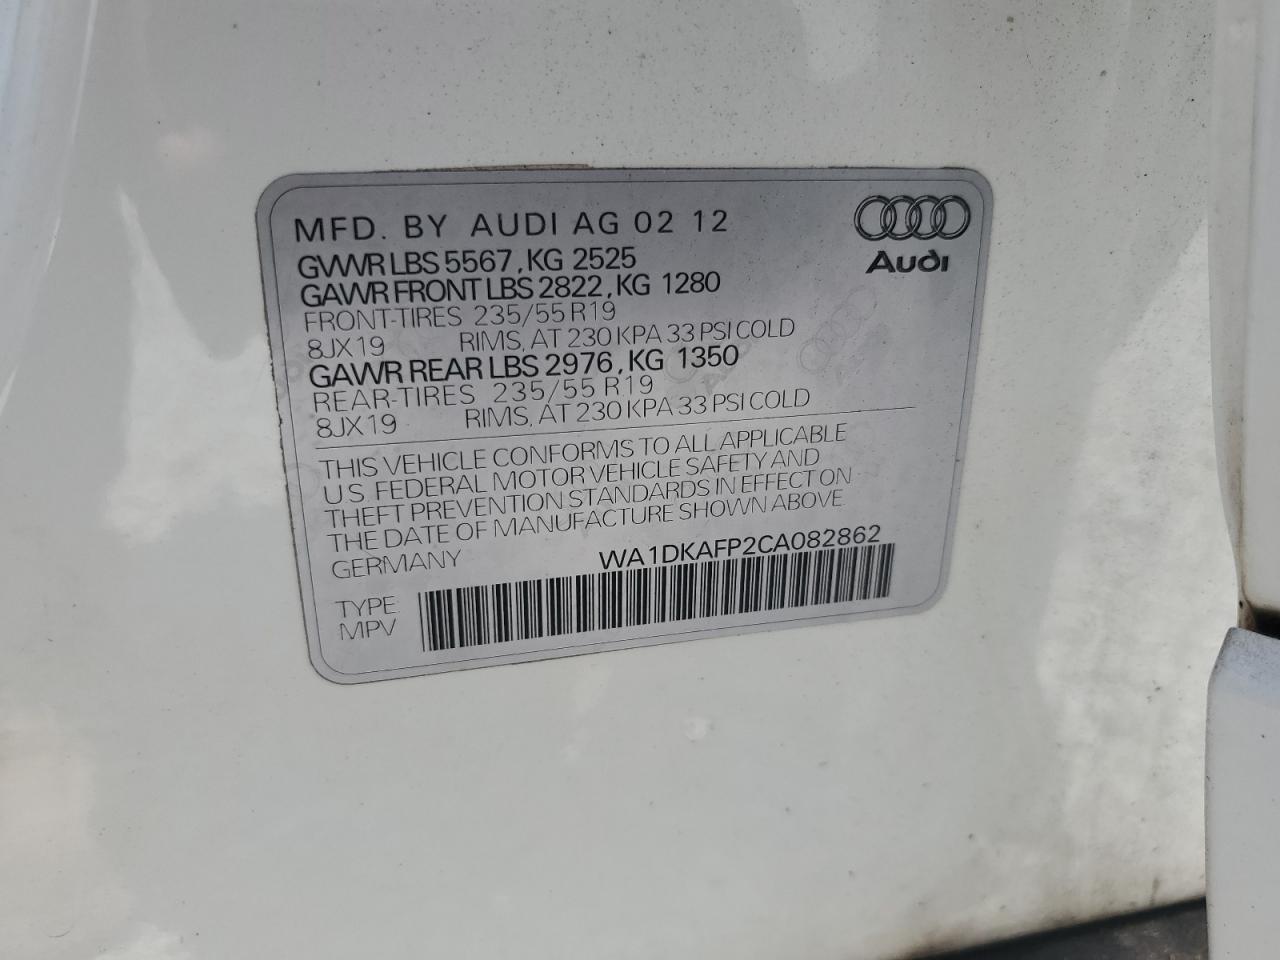 MFD. BY AUDI AG 02 12
Audi
GVWR LBS 5567, KG 2525
GAWR FRONT LBS 2822, KG 1280
FRONT-TIRES 235/55 R19
8JX19 RIMS, AT 230 KPA 33 PSI COLD
GAWR REAR LBS 2976, KG 1350
REAR-TIRES 235/55 R19
8JX19 RIMS, AT 230 KPA 33 PSI COLD
THIS VEHICLE CONFORMS TO ALL APPLICABLE
U.S. FEDERAL MOTOR VEHICLE SAFETY AND
THEFT PREVENTION STANDARDS IN EFFECT ON
THE DATE OF MANUFACTURE SHOWN ABOVE
GERMANY WA1DKAFP2CA082862
TYPE
MPV